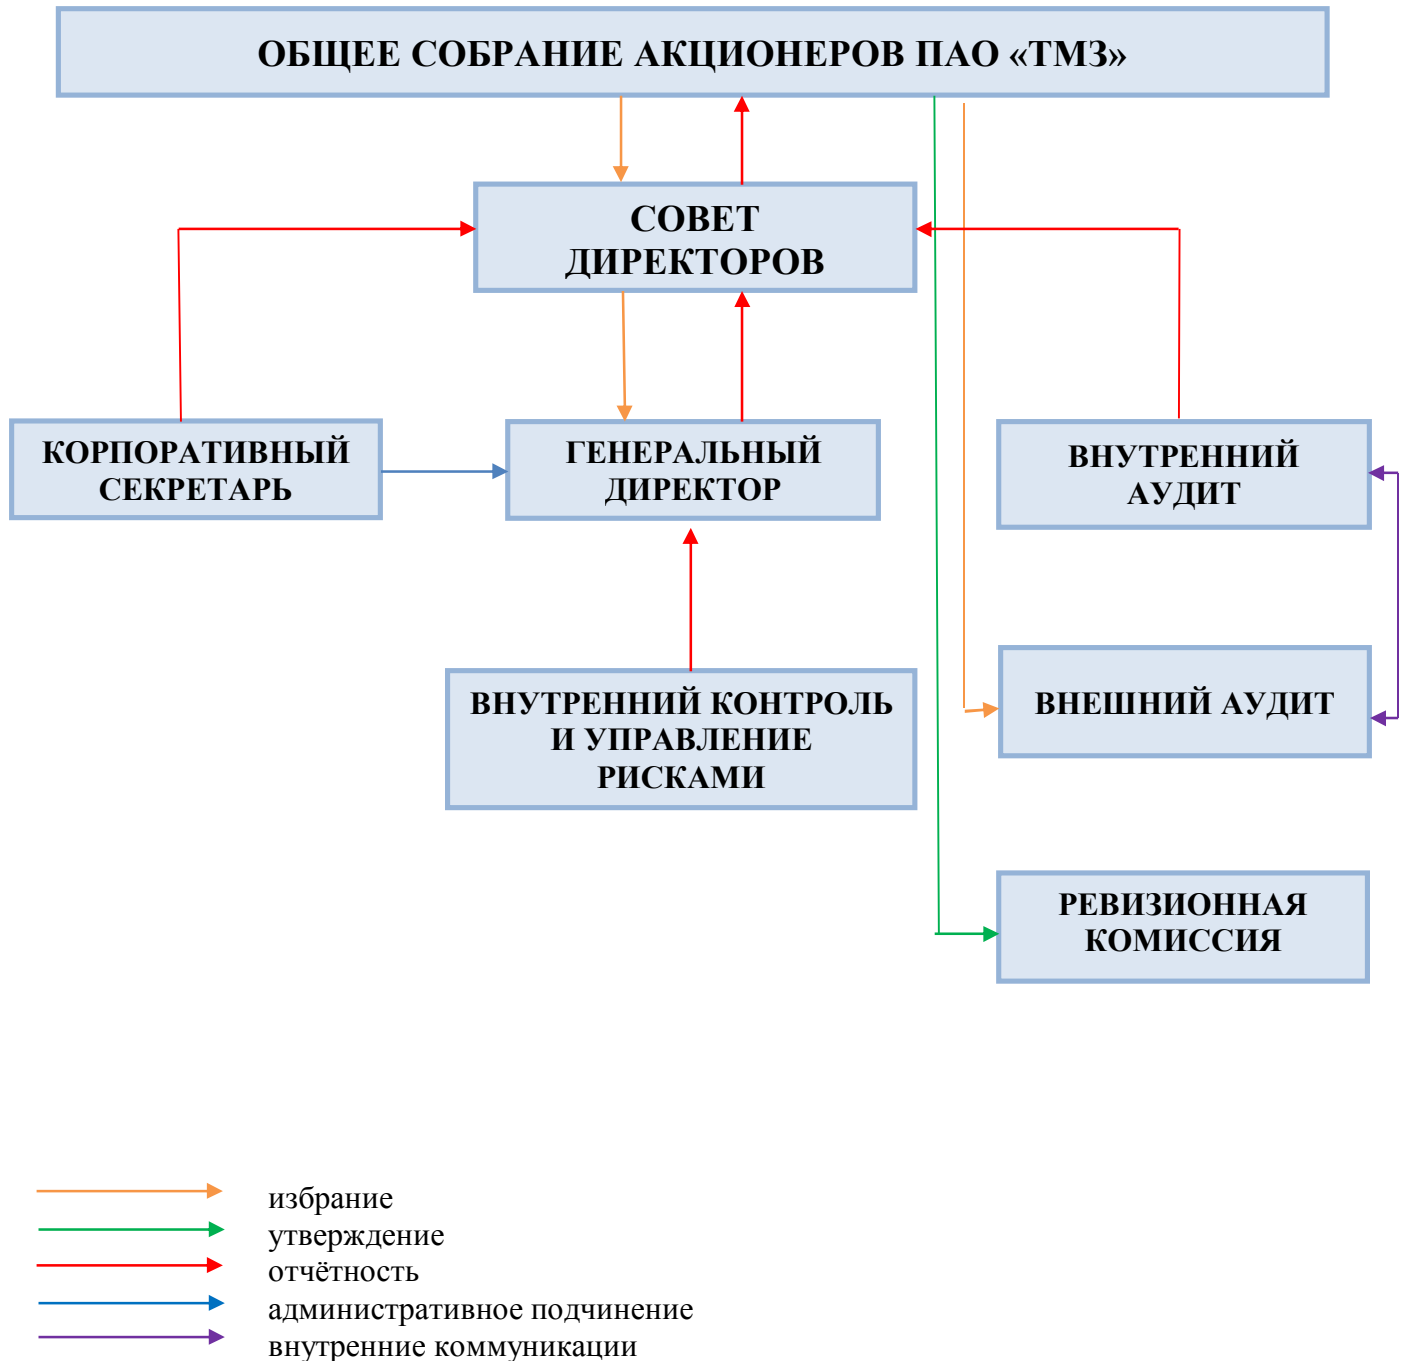 ОБЩЕЕ СОБРАНИЕ АКЦИОНЕРОВ ПАО «ТМЗ»
СОВЕТ
ДИРЕКТОРОВ
КОРПОРАТИВНЫЙ
СЕКРЕТАРЬ
ГЕНЕРАЛЬНЫЙ
ДИРЕКТОР
ВНУТРЕННИЙ
АУДИТ
ВНУТРЕННИЙ КОНТРОЛЬ
И УПРАВЛЕНИЕ
РИСКАМИ
ВНЕШНИЙ АУДИТ
РЕВИЗИОННАЯ
КОМИССИЯ
избрание
утверждение
отчётность
административное подчинение
внутренние коммуникации